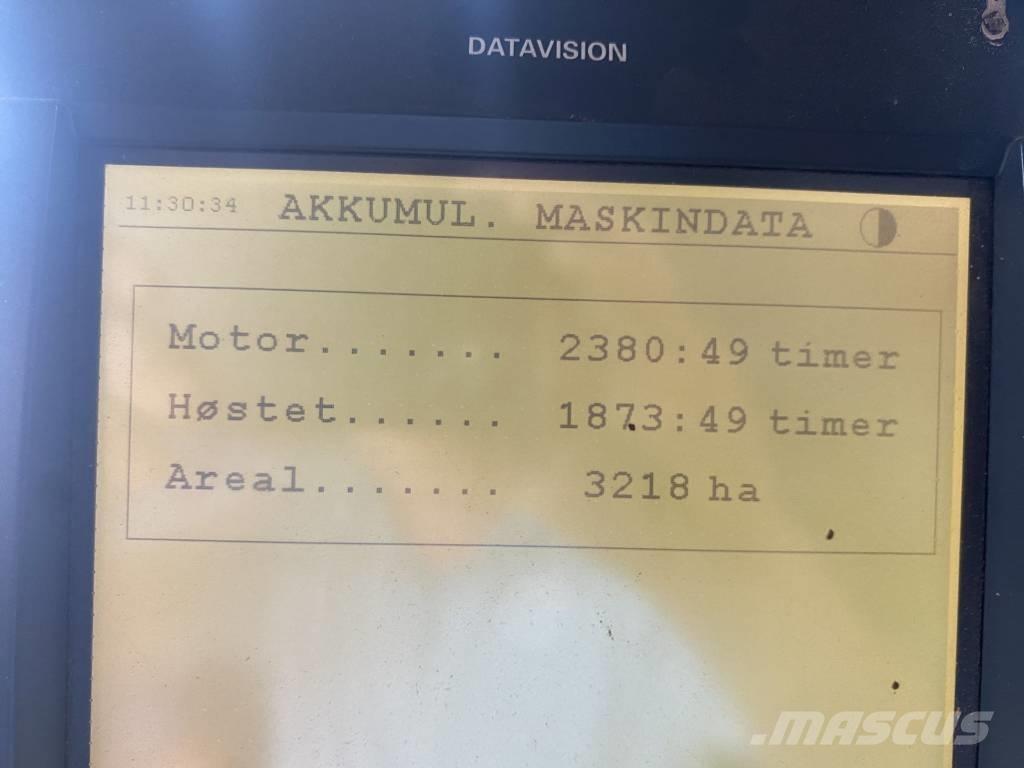 DATAVISION
11:30:34 AKKUMUL. MASKINDATA
Motor....... 2380:49 timer
Høstet...... 1873:49 timer
Areal....... 3218 ha
.MASCUS